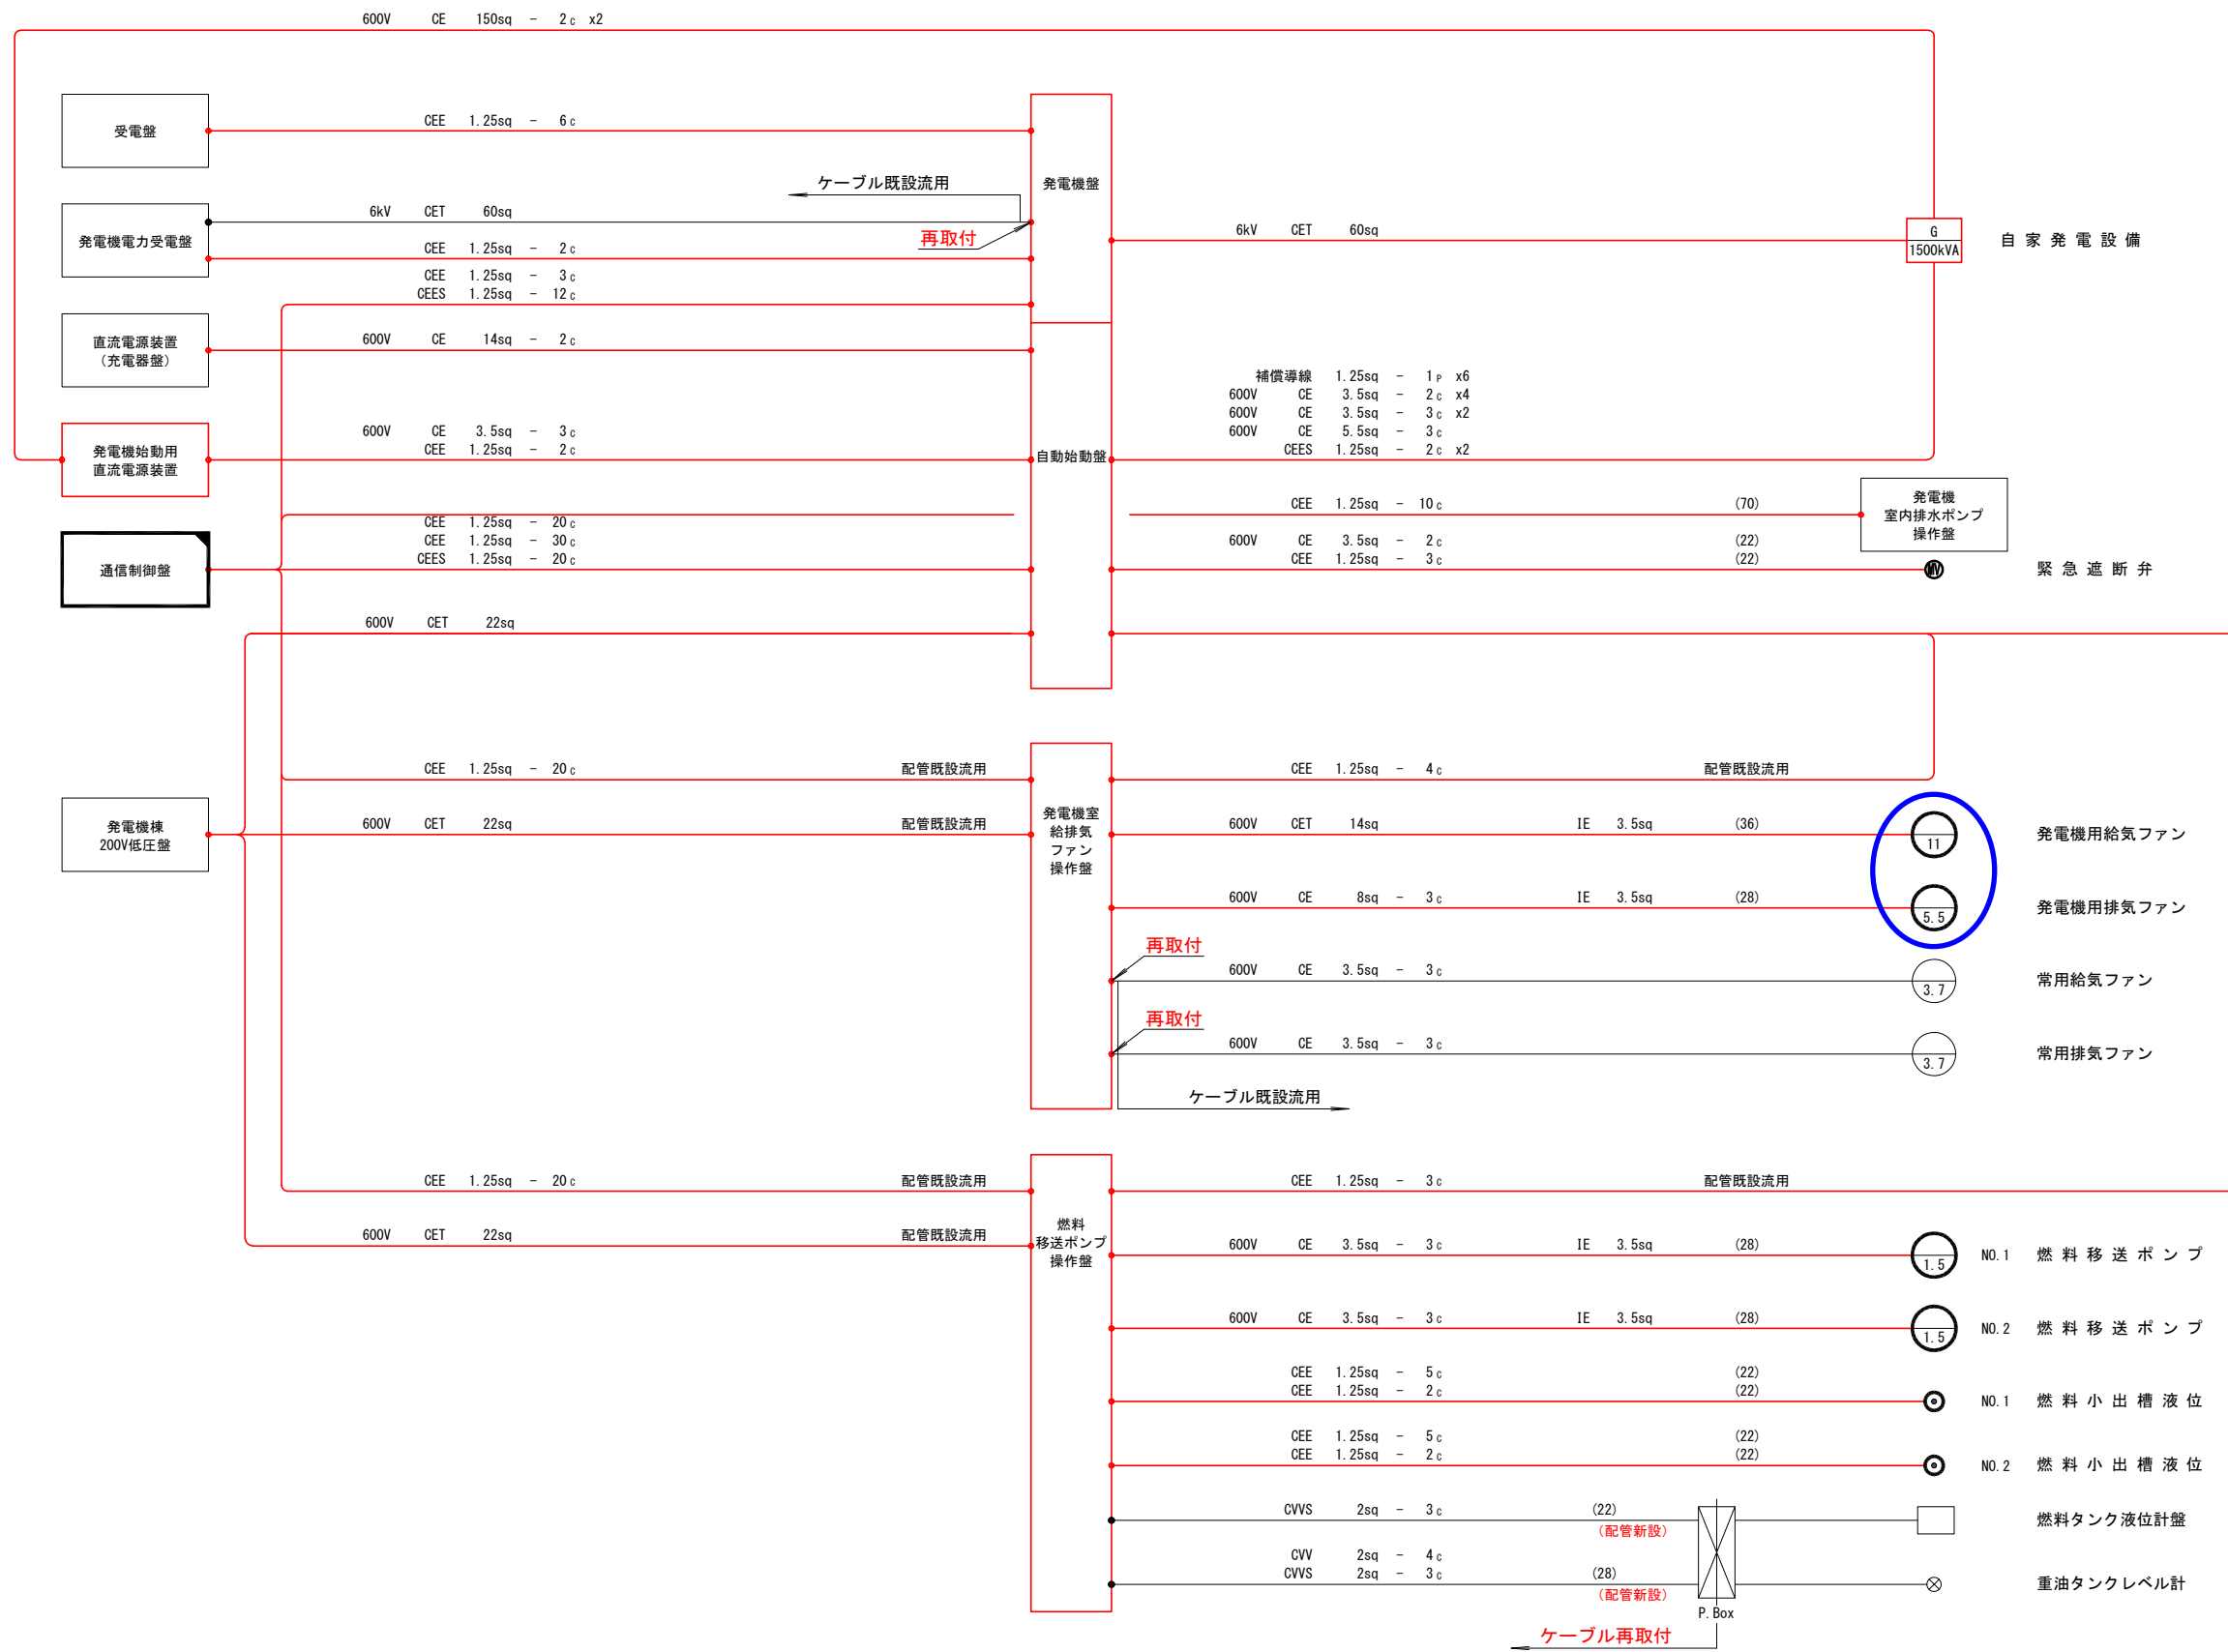 600V CE 150sq - 2c x2
受電盤
CEE 1.25sq - 6c
発電機盤
ケーブル既設流用
発電機電力受電盤
6kV CET 60sq
再取付
CEE 1.25sq - 2c
CEE 1.25sq - 3c
CEES 1.25sq - 12c
6kV CET 60sq
G
1500kVA
自家発電設備
直流電源装置
(充電器盤)
600V CE 14sq - 2c
補償導線 1.25sq - 1P x6
600V CE 3.5sq - 2c x4
600V CE 3.5sq - 3c x2
600V CE 5.5sq - 3c
CEES 1.25sq - 2c x2
発電機始動用
直流電源装置
600V CE 3.5sq - 3c
CEE 1.25sq - 2c
自動始動盤
CEE 1.25sq - 10c (70)
発電機
室内排水ポンプ
操作盤
通信制御盤
CEE 1.25sq - 20c
CEE 1.25sq - 30c
CEES 1.25sq - 20c
600V CE 3.5sq - 2c (22)
CEE 1.25sq - 3c (22)
MV
緊急遮断弁
600V CET 22sq
CEE 1.25sq - 20c 配管既設流用
CEE 1.25sq - 4c 配管既設流用
発電機棟
200V低圧盤
600V CET 22sq 配管既設流用
発電機室
給排気
ファン
操作盤
600V CET 14sq IE 3.5sq (36)
11
発電機用給気ファン
600V CE 8sq - 3c IE 3.5sq (28)
5.5
発電機用排気ファン
再取付
600V CE 3.5sq - 3c
3.7
常用給気ファン
再取付
600V CE 3.5sq - 3c
3.7
常用排気ファン
ケーブル既設流用
CEE 1.25sq - 20c 配管既設流用
CEE 1.25sq - 3c 配管既設流用
600V CET 22sq 配管既設流用
燃料
移送ポンプ
操作盤
600V CE 3.5sq - 3c IE 3.5sq (28)
1.5
NO.1 燃料移送ポンプ
600V CE 3.5sq - 3c IE 3.5sq (28)
1.5
NO.2 燃料移送ポンプ
CEE 1.25sq - 5c (22)
CEE 1.25sq - 2c (22)
NO.1 燃料小出槽液位
CEE 1.25sq - 5c (22)
CEE 1.25sq - 2c (22)
NO.2 燃料小出槽液位
CVVS 2sq - 3c (22)
(配管新設)
燃料タンク液位計盤
CVV 2sq - 4c
CVVS 2sq - 3c (28)
(配管新設)
重油タンクレベル計
P.Box
ケーブル再取付